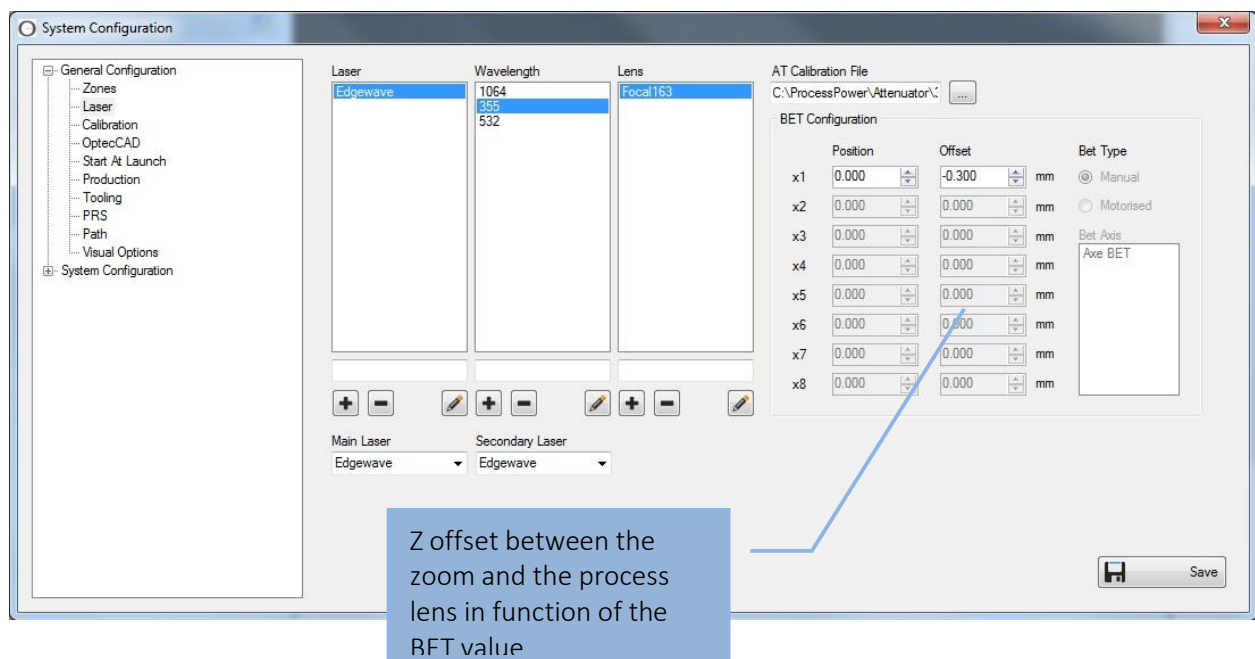 System Configuration
General Configuration
Zones
Laser
Calibration
OptecCAD
Start At Launch
Production
Tooling
PRS
Path
Visual Options
System Configuration
Laser
Wavelength
Lens
Edgewave
1064
355
532
Focal163
Main Laser
Secondary Laser
Edgewave
Edgewave
AT Calibration File
C:\ProcessPower\Attenuator\
...
BET Configuration
Position
Offset
Bet Type
x1 0.000 -0.300 mm
Manual
x2 0.000 0.000 mm
Motorised
x3 0.000 0.000 mm
Bet Axis
Axe BET
x4 0.000 0.000 mm
x5 0.000 0.000 mm
x6 0.000 0.000 mm
x7 0.000 0.000 mm
x8 0.000 0.000 mm
Save
Z offset between the
zoom and the process
lens in function of the
BET value